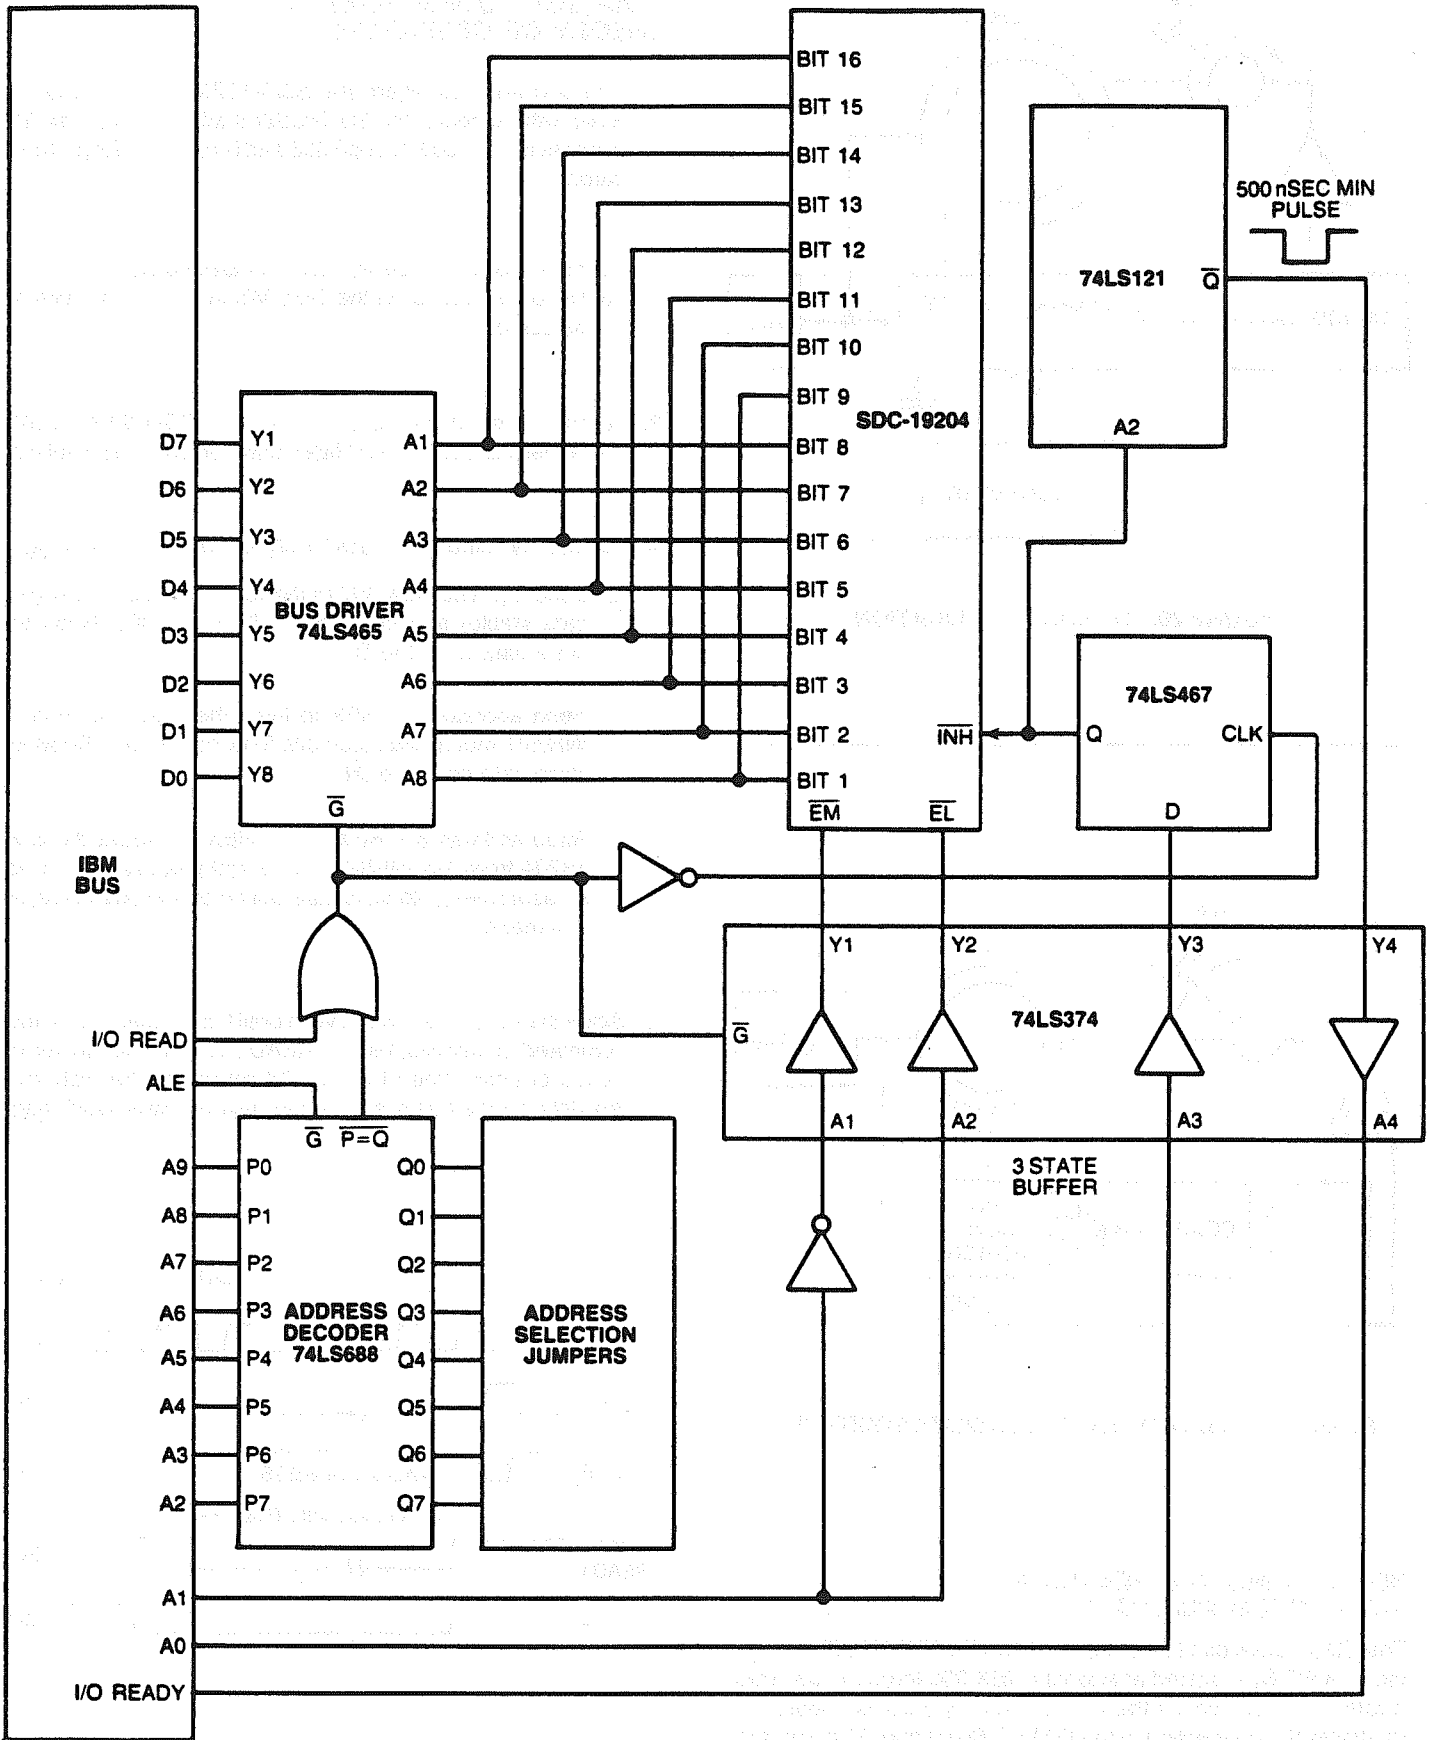 BIT 16
BIT 15
BIT 14
BIT 13
BIT 12
BIT 11
BIT 10
BIT 9
BIT 8
BIT 7
BIT 6
BIT 5
BIT 4
BIT 3
BIT 2
BIT 1
SDC-19204
INH
EM
EL
74LS121
Q
A2
500 nSEC MIN
PULSE
D7
D6
D5
D4
D3
D2
D1
D0
Y1
Y2
Y3
Y4
Y5
Y6
Y7
Y8
BUS DRIVER
74LS465
A1
A2
A3
A4
A5
A6
A7
A8
G
74LS467
Q
CLK
D
IBM
BUS
Y1
Y2
Y3
Y4
G
74LS374
A1
A2
A3
A4
3 STATE
BUFFER
I/O READ
ALE
G
P=Q
A9
A8
A7
A6
A5
A4
A3
A2
P0
P1
P2
P3
P4
P5
P6
P7
ADDRESS
DECODER
74LS688
Q0
Q1
Q2
Q3
Q4
Q5
Q6
Q7
ADDRESS
SELECTION
JUMPERS
A1
A0
I/O READY